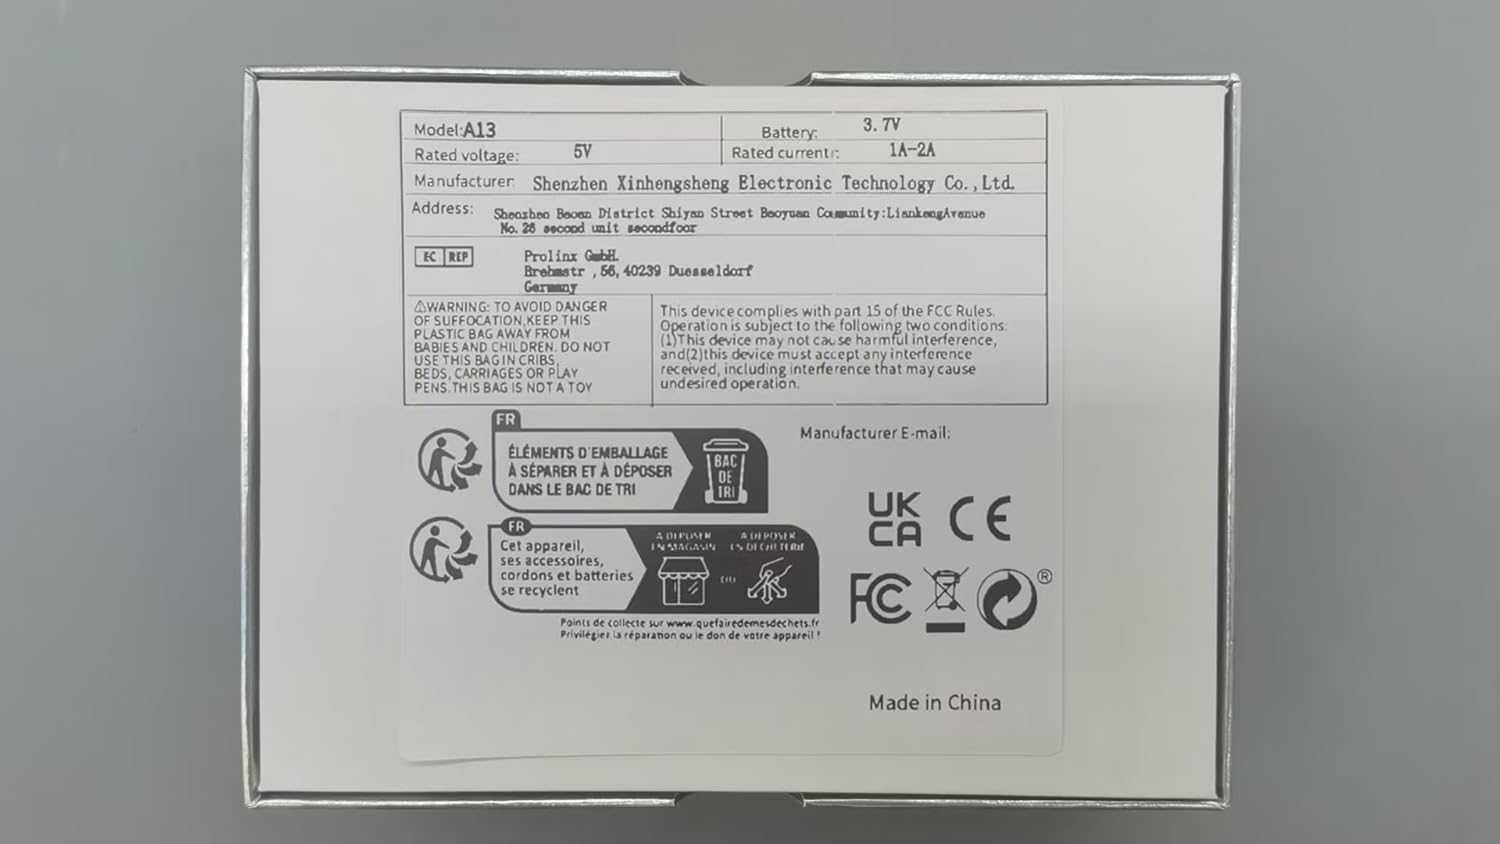 Model:A13
Battery: 3.7V
Rated voltage: 5V
Rated current: 1A-2A
Manufacturer: Shenzhen Xinhengsheng Electronic Technology Co.,Ltd.
Address: Shenzhen Baoan District Shiyan Street Baoyuan Community:LiankengAvenue
No.26 second unit secondfoor
EC REP
Prolinx GmbH.
Brehmstr ,56,40239 Duesseldorf
Germany
⚠WARNING: TO AVOID DANGER
OF SUFFOCATION,KEEP THIS
PLASTIC BAG AWAY FROM
BABIES AND CHILDREN. DO NOT
USE THIS BAG IN CRIBS,
BEDS, CARRIAGES OR PLAY
PENS.THIS BAG IS NOT A TOY
This device complies with part 15 of the FCC Rules.
Operation is subject to the following two conditions:
(1)This device may not cause harmful interference,
and(2)this device must accept any interference
received, including interference that may cause
undesired operation.
FR
ÉLÉMENTS D'EMBALLAGE
À SÉPARER ET À DÉPOSER
DANS LE BAC DE TRI
BAC
DE
TRI
Manufacturer E-mail:
FR
Cet appareil,
ses accessoires,
cordons et batteries
se recyclent
À DÉPOSER
EN MAGASIN
OU
À DÉPOSER
EN DÉCHÈTERIE
Points de collecte sur www.quefairedemesdechets.fr
Privilégiez la réparation ou le don de votre appareil !
UK
CA
CE
FC
®
Made in China